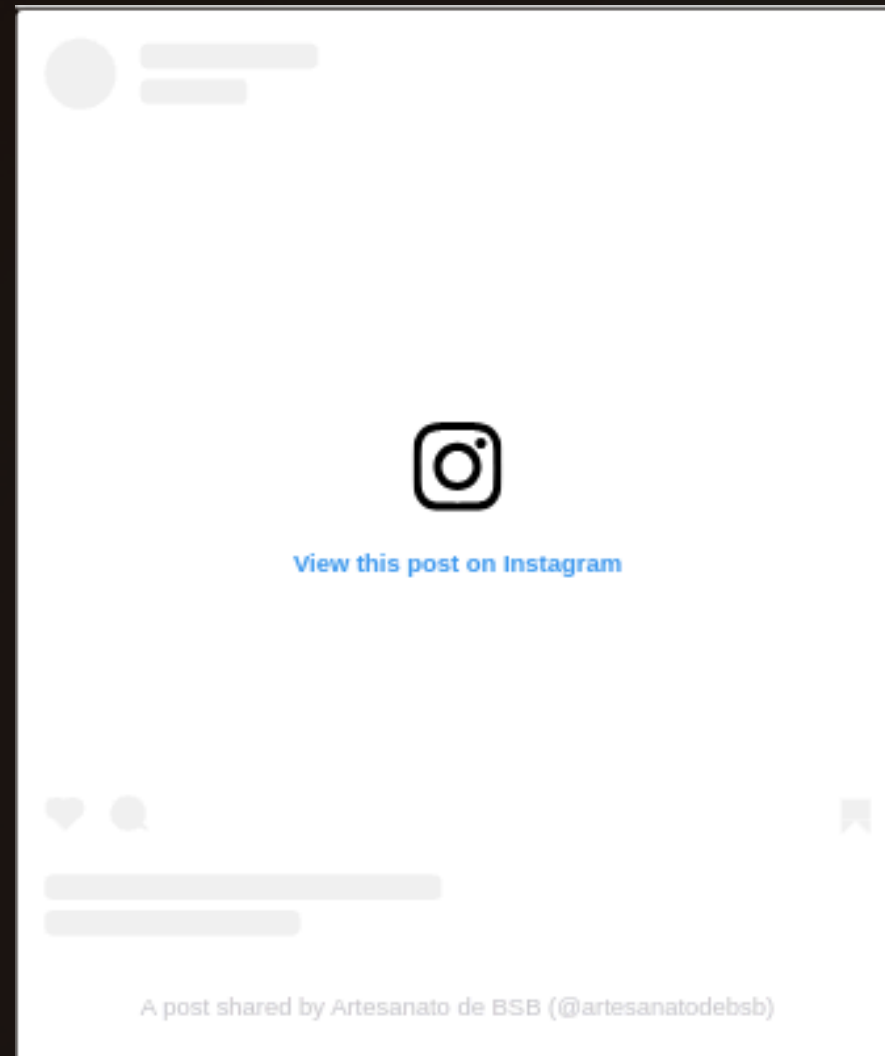 View this post on Instagram
A post shared by Artesanato de BSB (@artesanatodebsb)